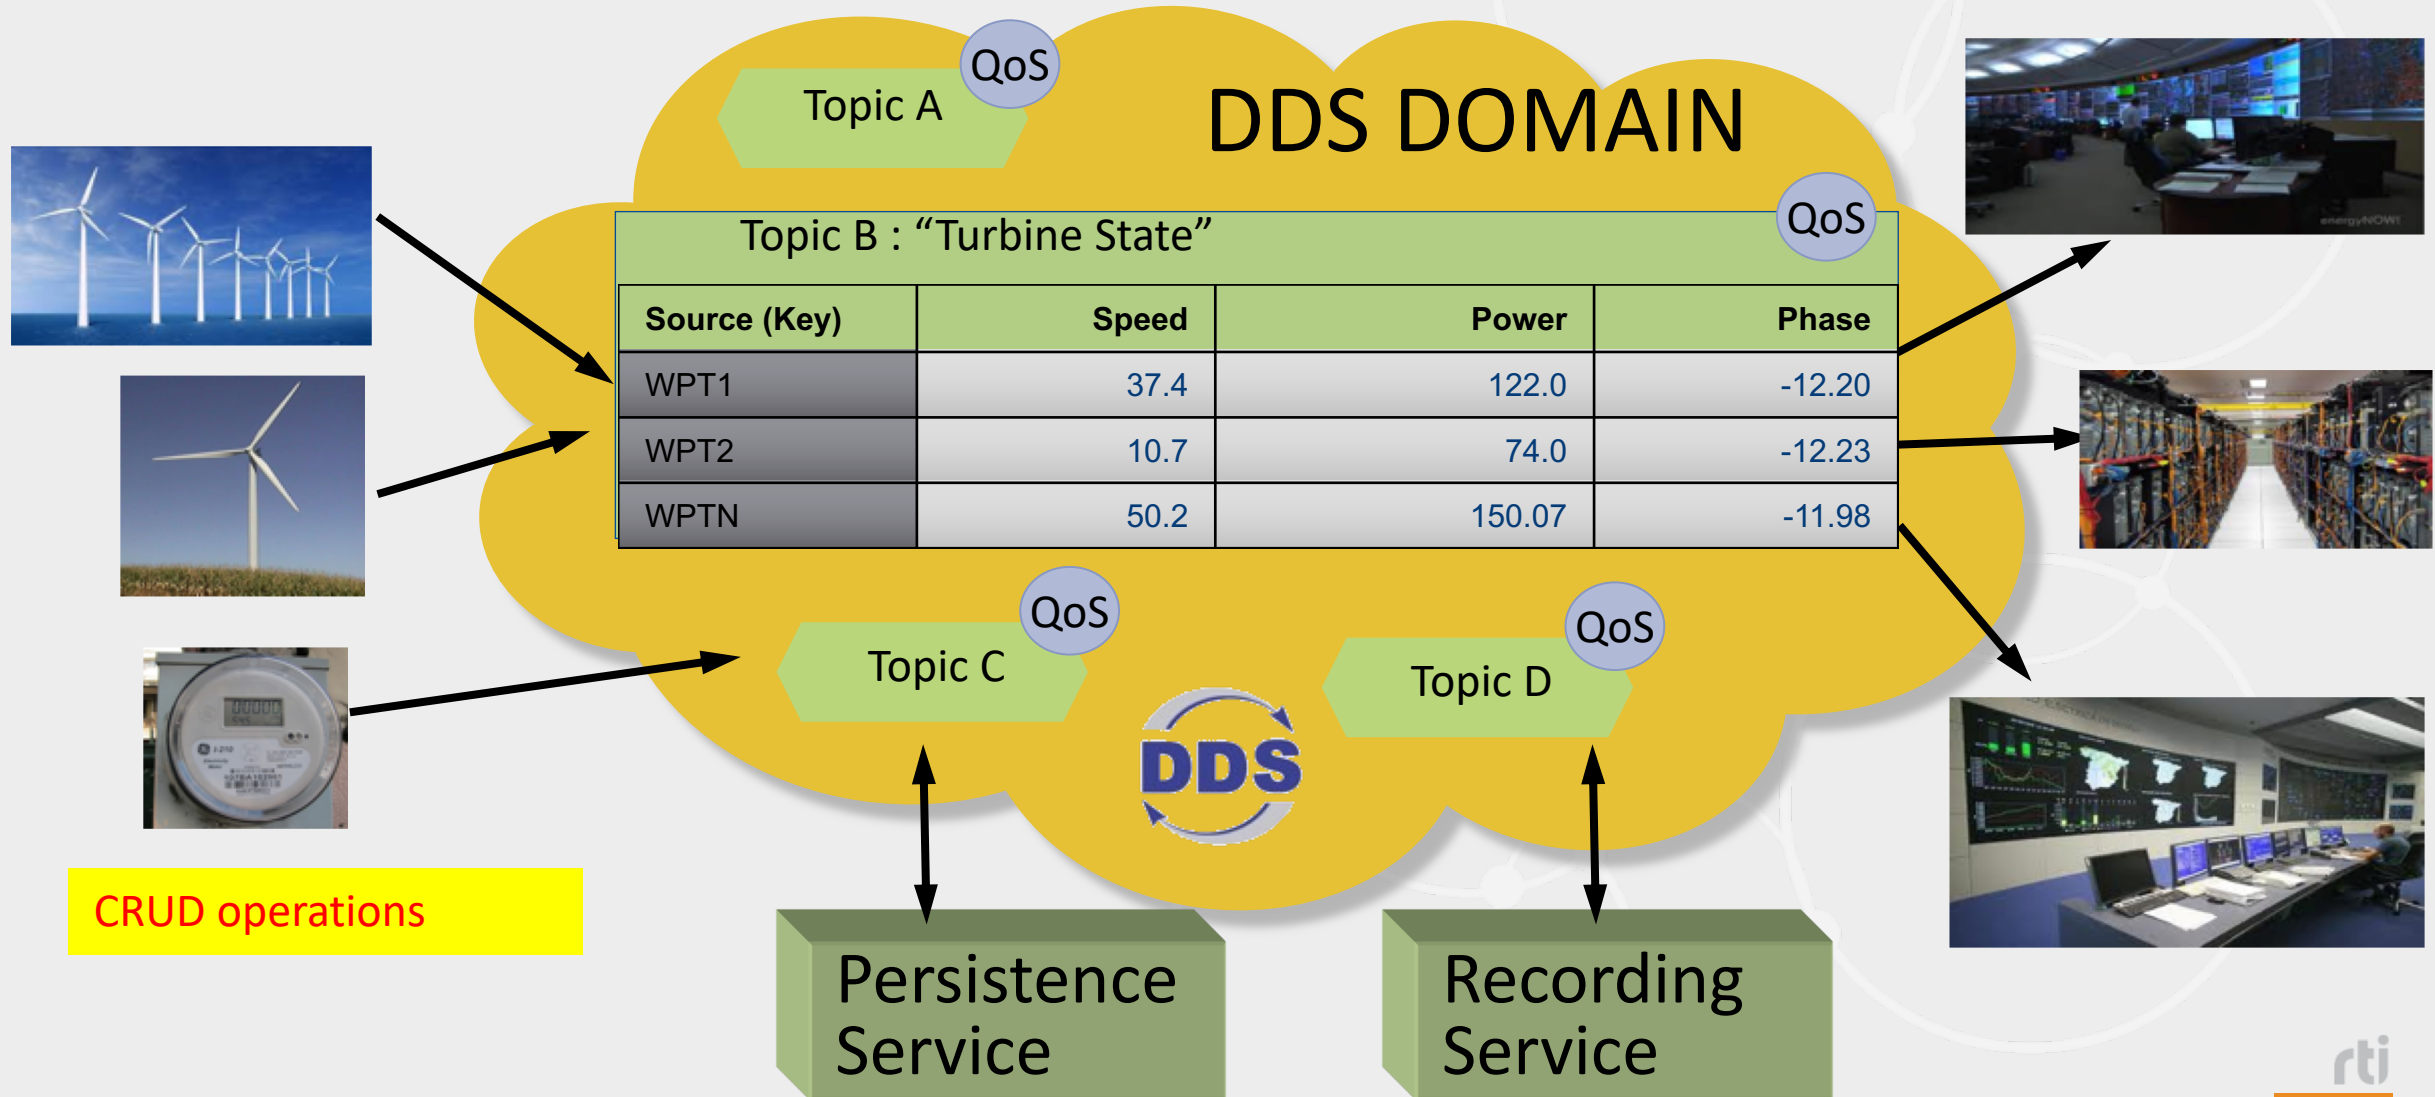 QoS
Topic A
DDS DOMAIN
QoS
Topic B : “Turbine State”
Source (Key) Speed Power Phase
WPT1 37.4 122.0 -12.20
WPT2 10.7 74.0 -12.23
WPTN 50.2 150.07 -11.98
energyNOW!
QoS
Topic C
QoS
Topic D
DDS
I-210
CRUD operations
Persistence
Service
Recording
Service
rti